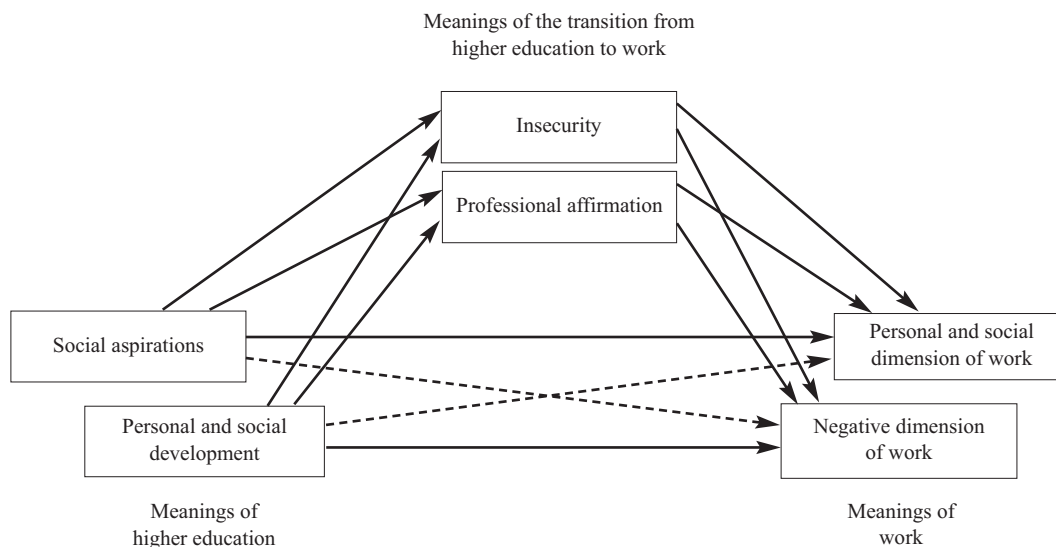 Meanings of the transition from
higher education to work
Insecurity
Professional affirmation
Social aspirations
Personal and social
dimension of work
Personal and social
development
Negative dimension
of work
Meanings of
higher education
Meanings of
work